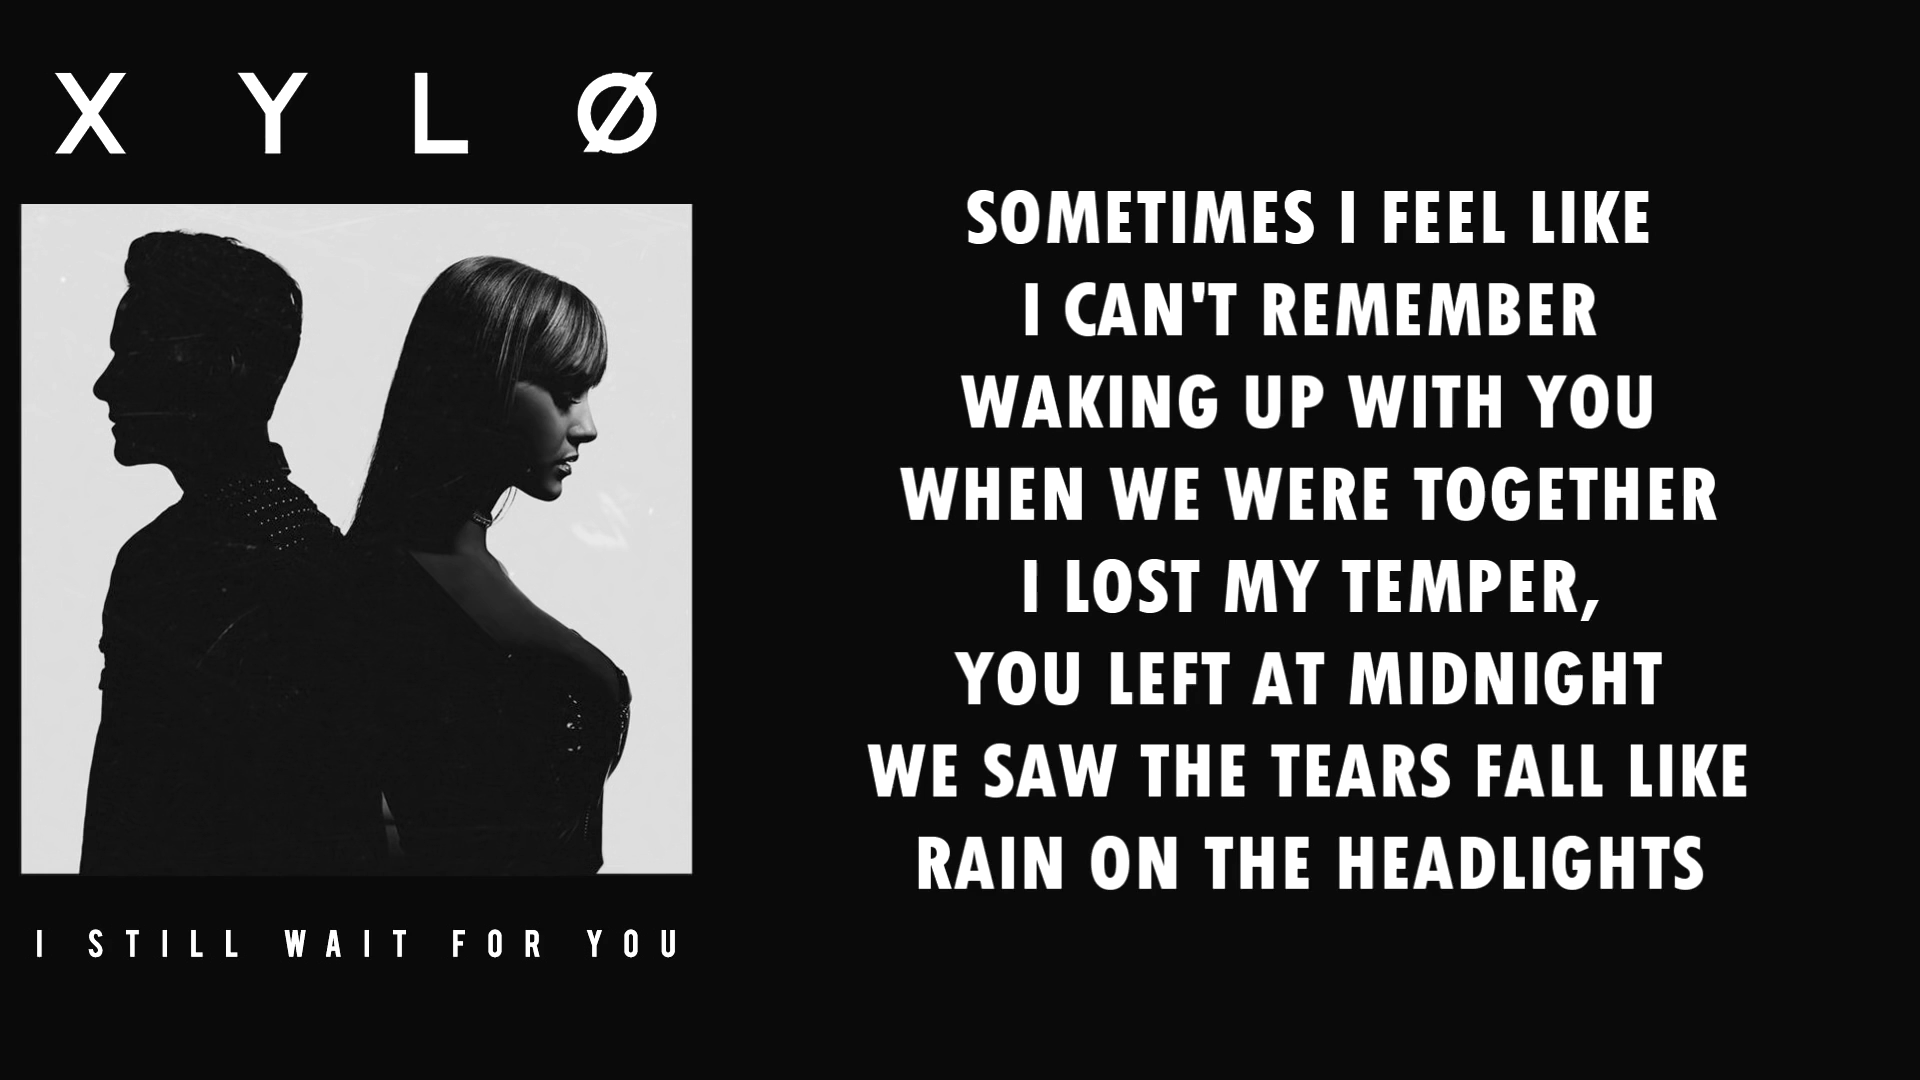 X Y L Ø
I STILL WAIT FOR YOU
SOMETIMES I FEEL LIKE
I CAN'T REMEMBER
WAKING UP WITH YOU
WHEN WE WERE TOGETHER
I LOST MY TEMPER,
YOU LEFT AT MIDNIGHT
WE SAW THE TEARS FALL LIKE
RAIN ON THE HEADLIGHTS